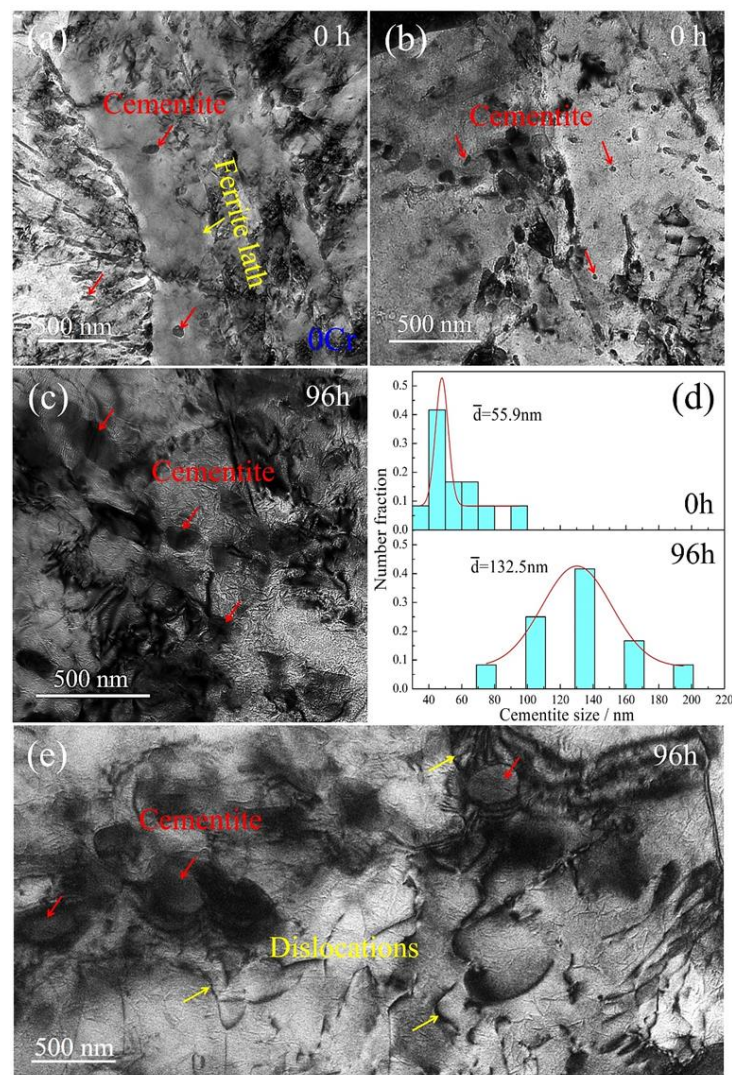 (a)
0 h
Cementite
Ferrite lath
500 nm
0Cr
(b)
0 h
Cementite
500 nm
(c)
96h
Cementite
500 nm
(d)
Number fraction
0.5
0.4
0.3
0.2
0.1
0.0
d̄=55.9nm
0h
0.5
0.4
0.3
0.2
0.1
0.0
d̄=132.5nm
96h
40 60 80 100 120 140 160 180 200 220
Cementite size / nm
(e)
96h
Cementite
Dislocations
500 nm